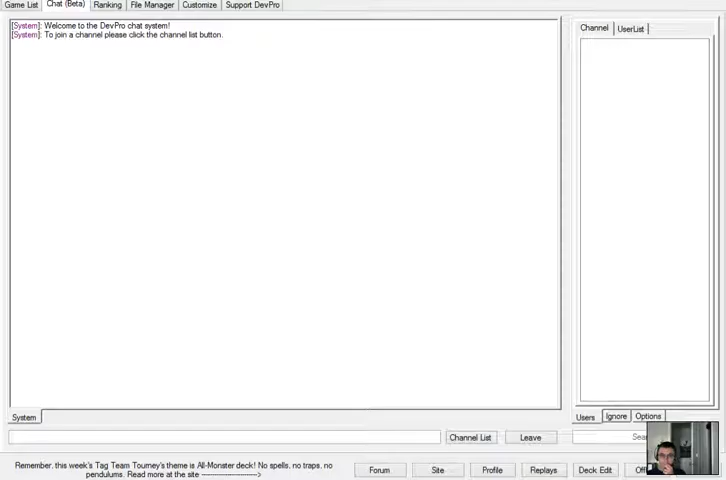 Game List Chat (Beta) Ranking File Manager Customize Support DevPro
[System]: Welcome to the DevPro chat system!
[System]: To join a channel please click the channel list button.
Channel UserList
System
Users Ignore Options
Channel List Leave
Remember, this week's Tag Team Tourney's theme is All-Monster deck! No spells, no traps, no
pendulums. Read more at the site -------------------------->
Forum Site Profile Replays Deck Edit